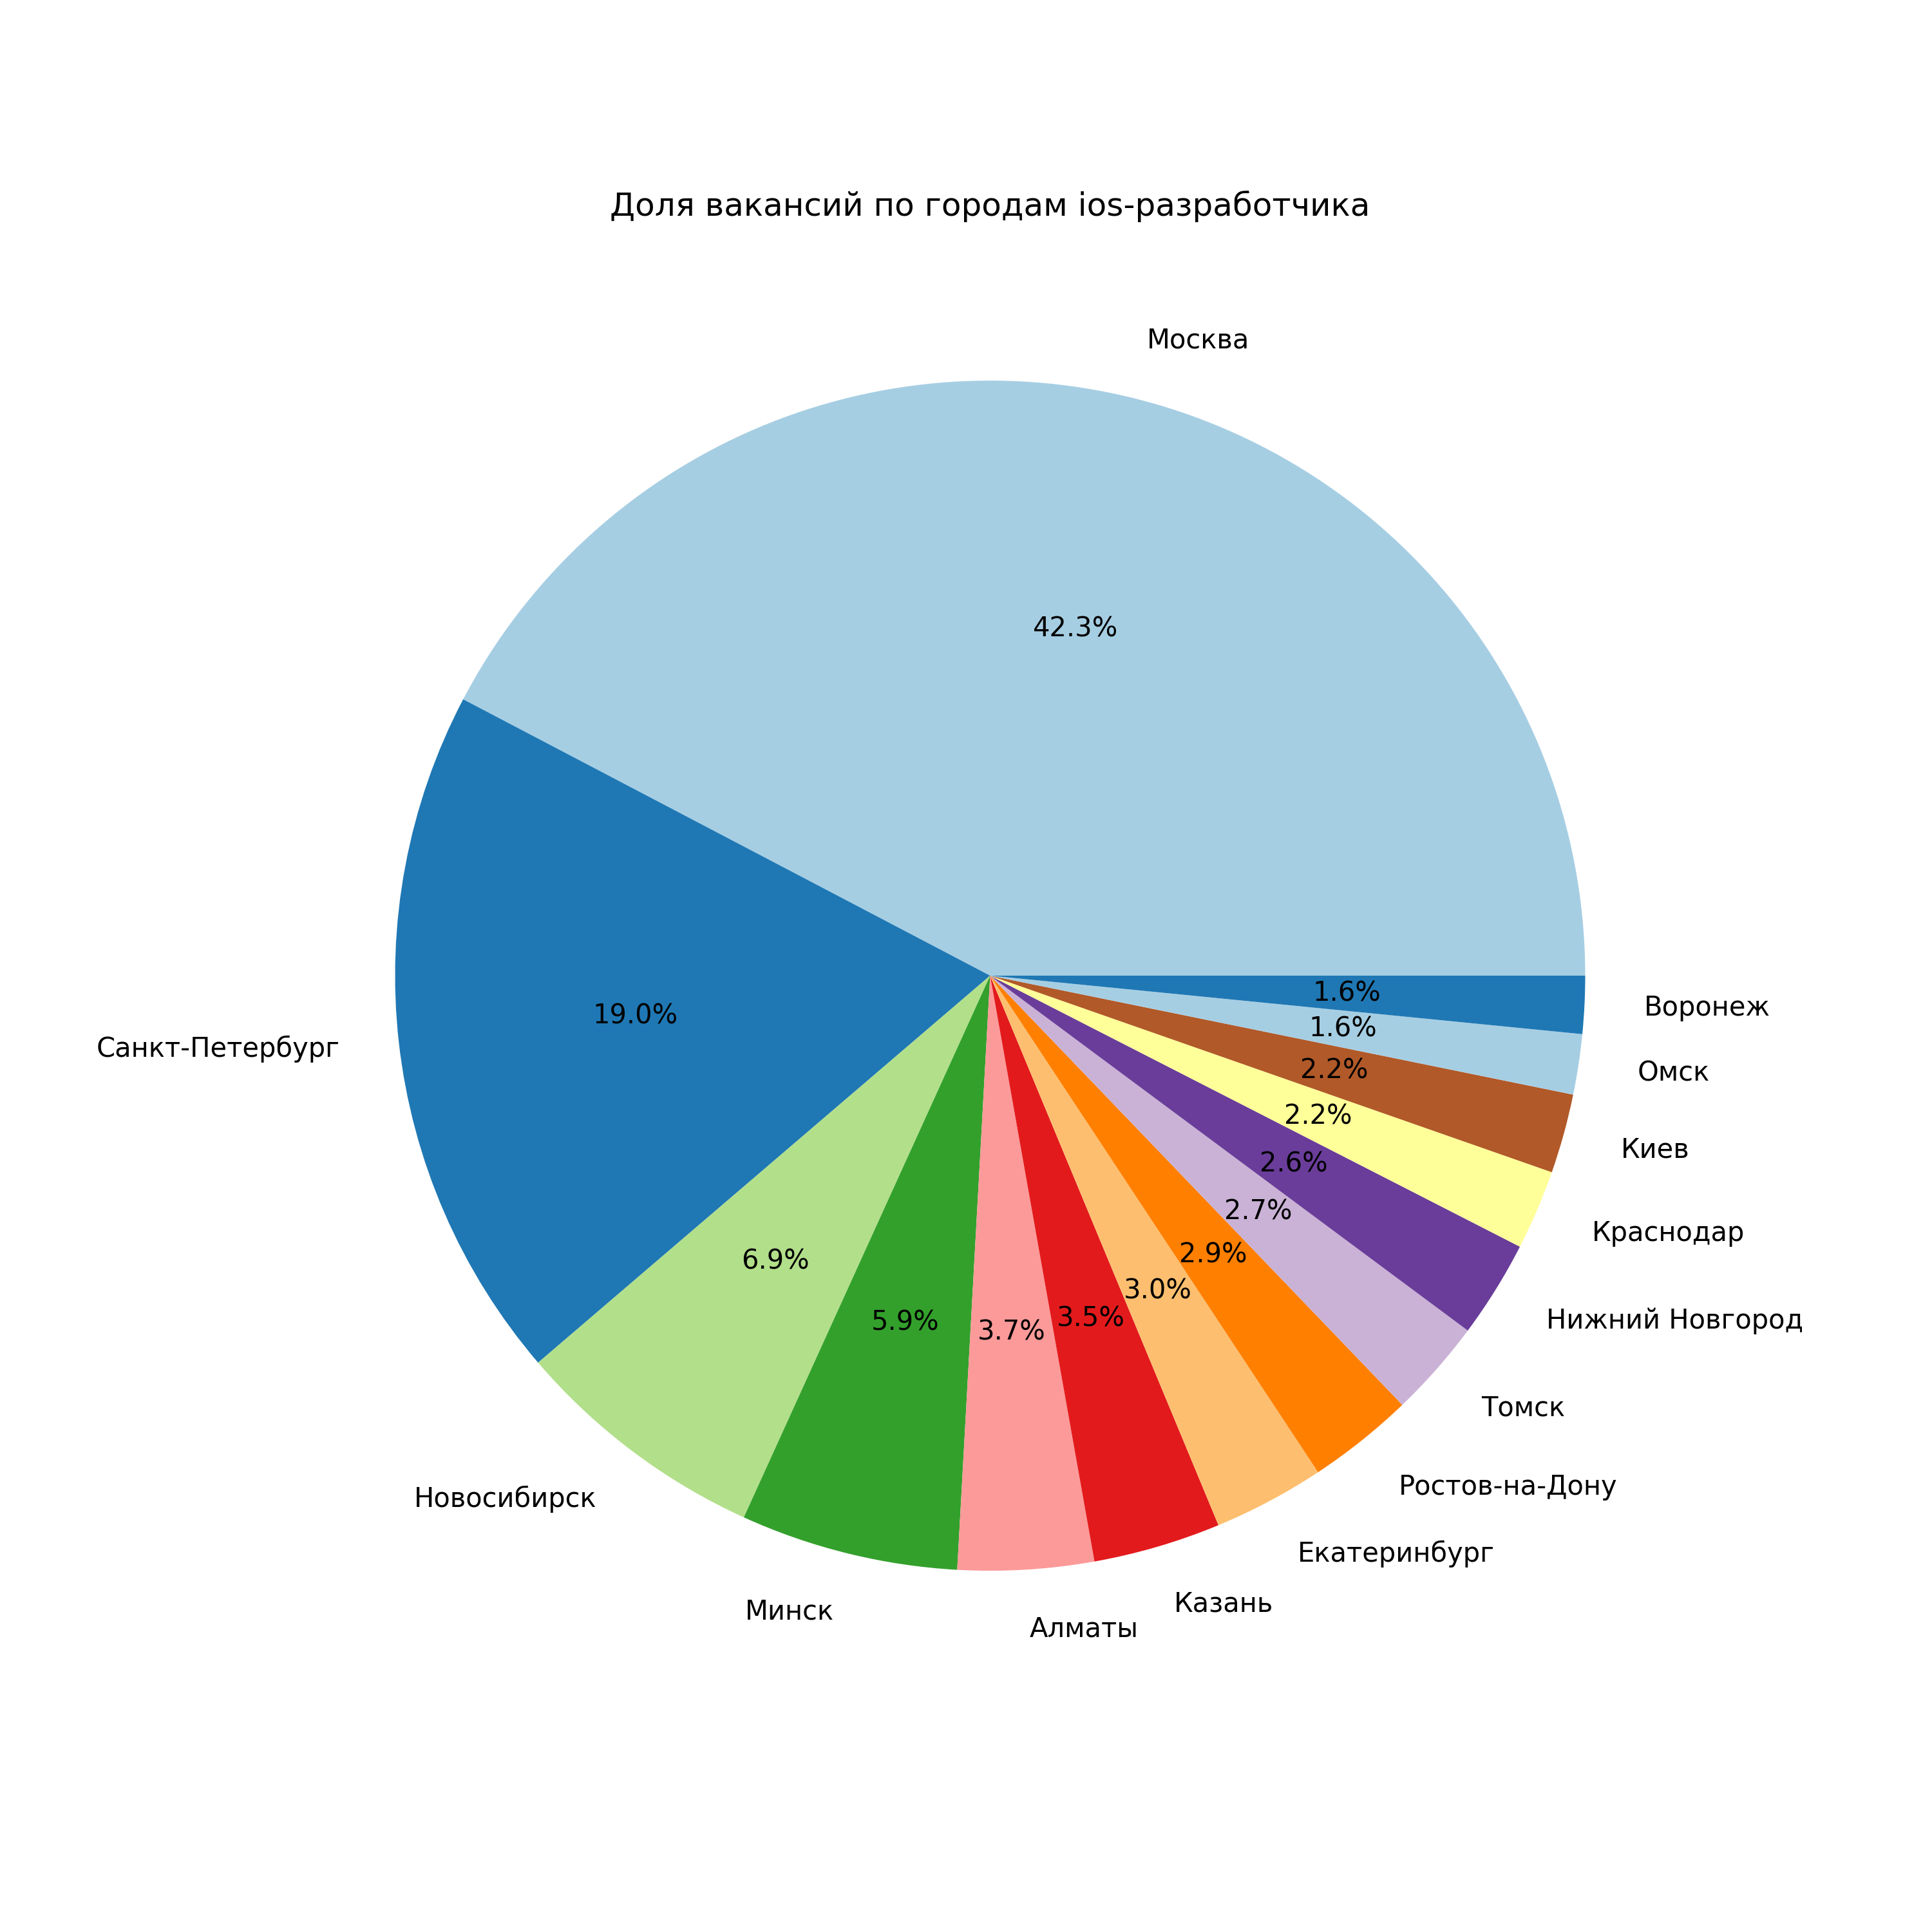 Доля вакансий по городам ios-разработчика
Москва
42.3%
Санкт-Петербург
19.0%
Новосибирск
6.9%
Минск
5.9%
Алматы
3.7%
Казань
3.5%
Екатеринбург
3.0%
Ростов-на-Дону
2.9%
Томск
2.7%
Нижний Новгород
2.6%
Краснодар
2.2%
Киев
2.2%
Омск
1.6%
Воронеж
1.6%